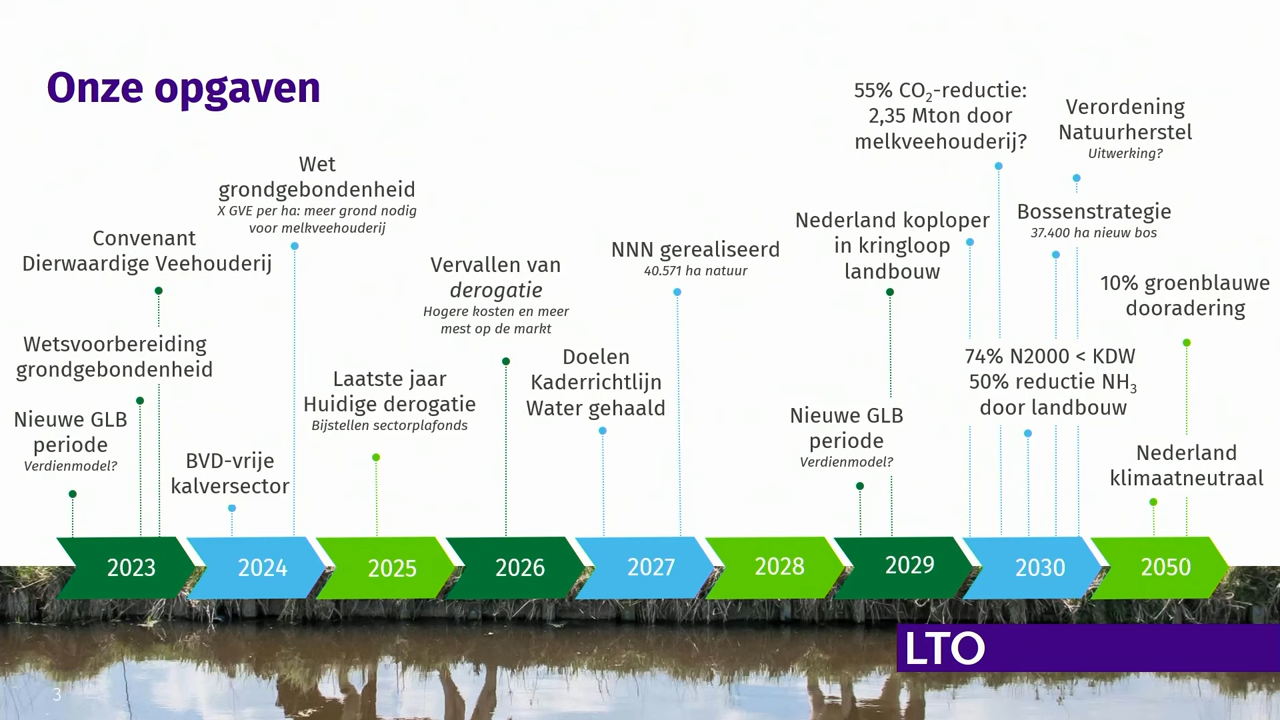 Onze opgaven
55% CO₂-reductie:
2,35 Mton door
melkveehouderij?
Verordening
Natuurherstel
Uitwerking?
Wet
grondgebondenheid
X GVE per ha: meer grond nodig
voor melkveehouderij
Convenant
Dierwaardige Veehouderij
Vervallen van
derogatie
Hogere kosten en meer
mest op de markt
NNN gerealiseerd
40.571 ha natuur
Nederland koploper
in kringloop
landbouw
Bossenstrategie
37.400 ha nieuw bos
10% groenblauwe
dooradering
Wetsvoorbereiding
grondgebondenheid
Laatste jaar
Huidige derogatie
Bijstellen sectorplafonds
Doelen
Kaderrichtlijn
Water gehaald
74% N2000 < KDW
50% reductie NH₃
door landbouw
Nieuwe GLB
periode
Verdienmodel?
BVD-vrije
kalversector
Nieuwe GLB
periode
Verdienmodel?
Nederland
klimaatneutraal
2023
2024
2025
2026
2027
2028
2029
2030
2050
LTO
3